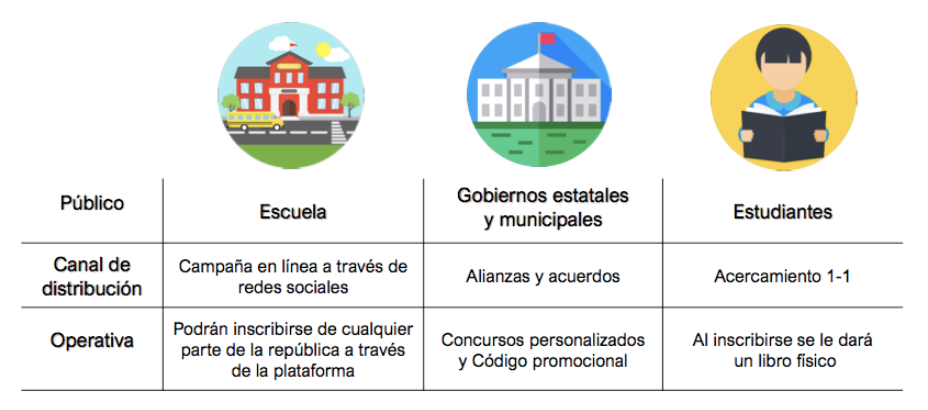 Público
Escuela
Gobiernos estatales
y municipales
Estudiantes
Canal de
distribución
Campaña en línea a través de
redes sociales
Alianzas y acuerdos
Acercamiento 1-1
Operativa
Podrán inscribirse de cualquier
parte de la república a través
de la plataforma
Concursos personalizados
y Código promocional
Al inscribirse se le dará
un libro físico